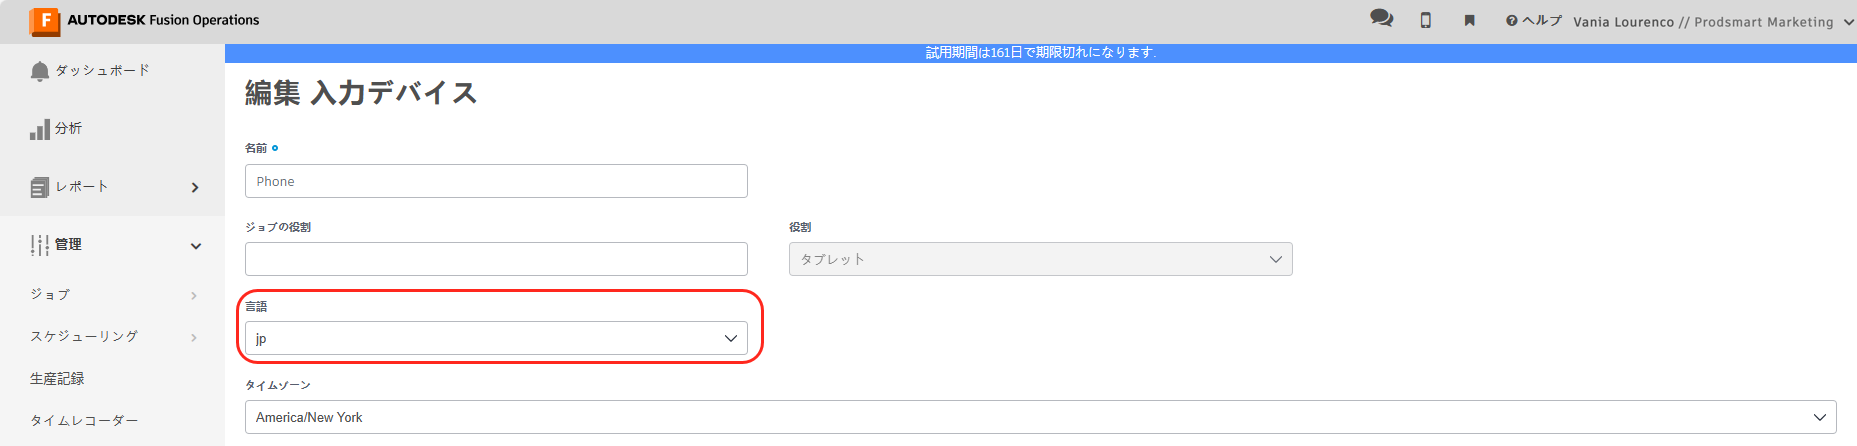 AUTODESK Fusion Operations
ヘルプ
Vania Lourenco // Prodsmart Marketing
試用期間は161日で期限切れになります.
ダッシュボード
分析
レポート
管理
ジョブ
スケジューリング
生産記録
タイムレコーダー
編集 入力デバイス
名前
Phone
ジョブの役割
役割
タブレット
言語
jp
タイムゾーン
America/New York